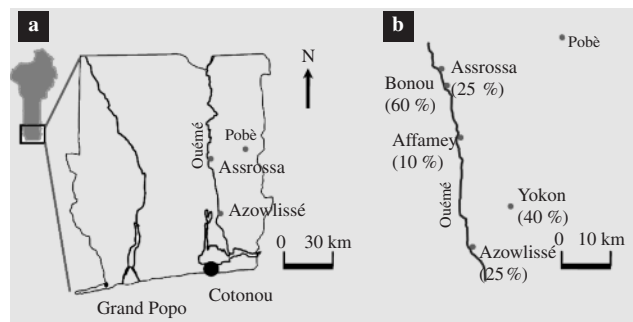 a
N
Ouémé
Pobè
Assrossa
Azowlissé
0 30 km
Grand Popo
Cotonou
b
Pobè
Assrossa
(25 %)
Bonou
(60 %)
Affamey
(10 %)
Ouémé
Yokon
(40 %)
Azowlissé
(25 %)
0 10 km